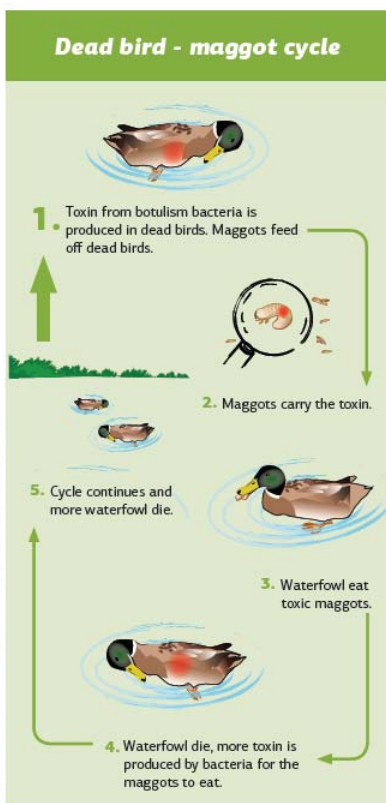 Dead bird - maggot cycle
1. Toxin from botulism bacteria is
produced in dead birds. Maggots feed
off dead birds.
2. Maggots carry the toxin.
3. Waterfowl eat
toxic maggots.
4. Waterfowl die, more toxin is
produced by bacteria for the
maggots to eat.
5. Cycle continues and
more waterfowl die.